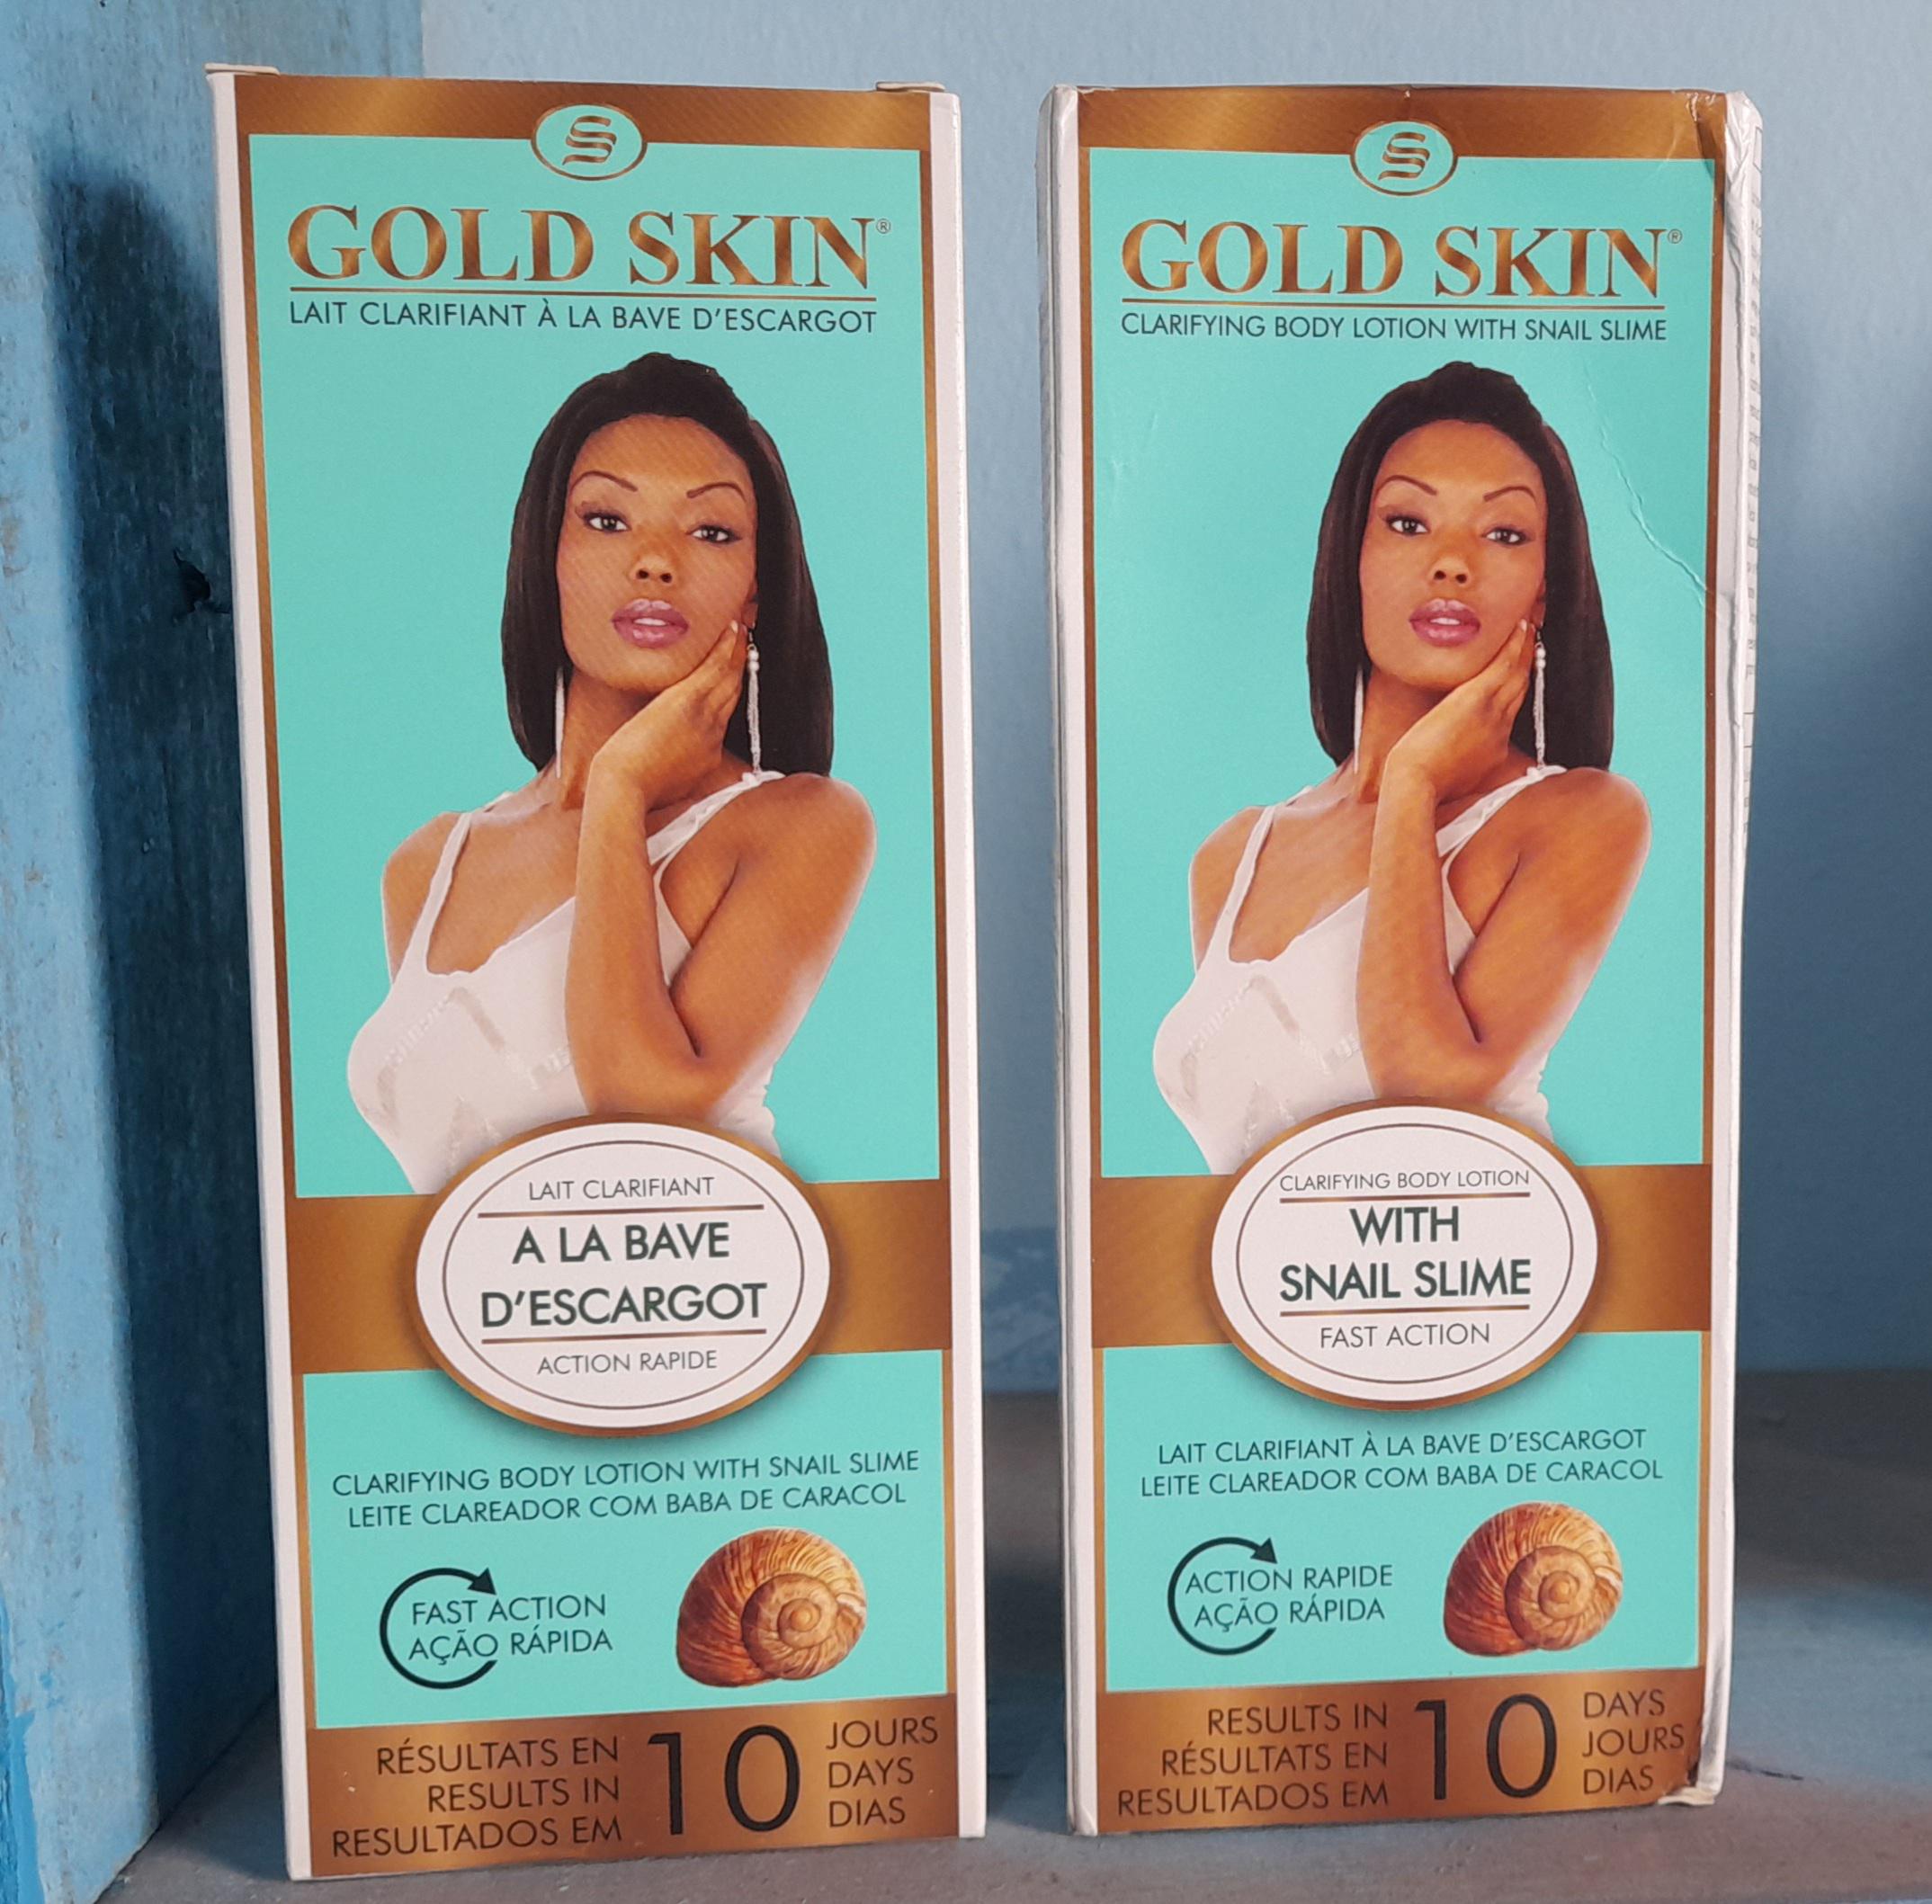 S
GOLD SKIN®
LAIT CLARIFIANT À LA BAVE D'ESCARGOT
LAIT CLARIFIANT
A LA BAVE
D'ESCARGOT
ACTION RAPIDE
CLARIFYING BODY LOTION WITH SNAIL SLIME
LEITE CLAREADOR COM BABA DE CARACOL
FAST ACTION
AÇÃO RÁPIDA
RÉSULTATS EN
RESULTS IN
RESULTADOS EM
10
JOURS
DAYS
DIAS
S
GOLD SKIN®
CLARIFYING BODY LOTION WITH SNAIL SLIME
CLARIFYING BODY LOTION
WITH
SNAIL SLIME
FAST ACTION
LAIT CLARIFIANT À LA BAVE D'ESCARGOT
LEITE CLAREADOR COM BABA DE CARACOL
ACTION RAPIDE
AÇÃO RÁPIDA
RESULTS IN
RÉSULTATS EN
RESULTADOS EM
10
DAYS
JOURS
DIAS